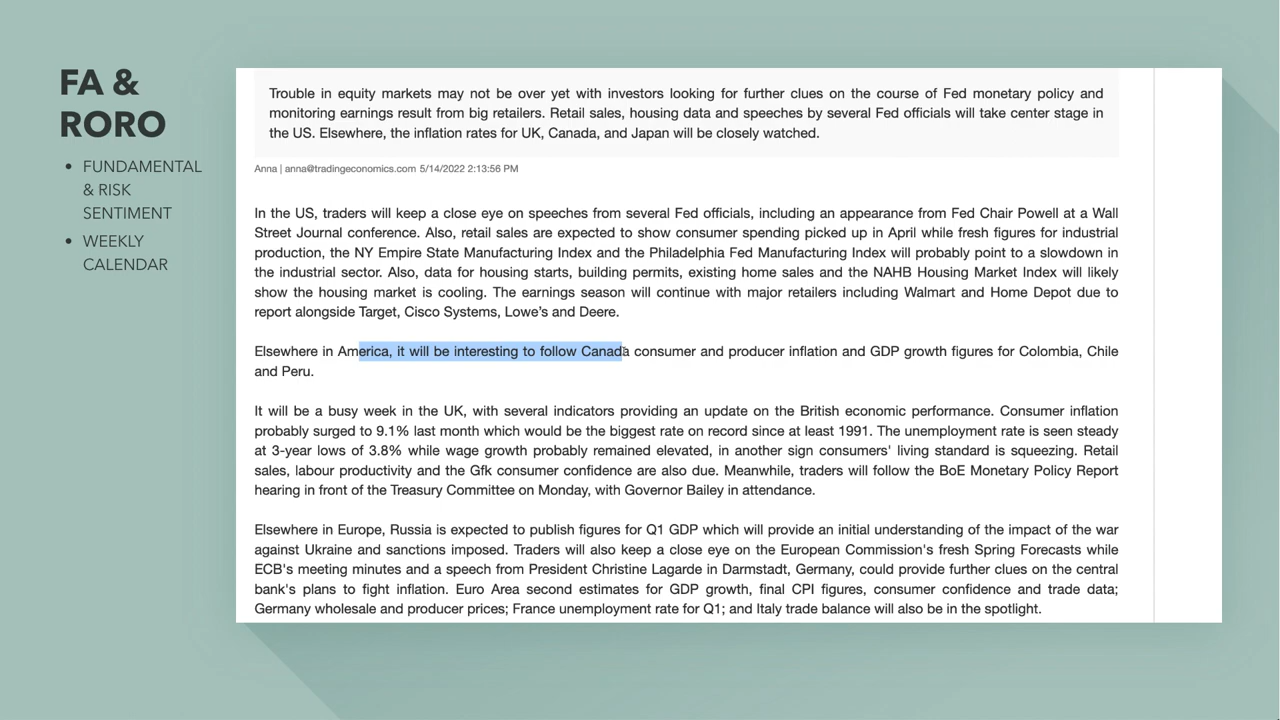 FA &
RORO
• FUNDAMENTAL
& RISK
SENTIMENT
• WEEKLY
CALENDAR
Trouble in equity markets may not be over yet with investors looking for further clues on the course of Fed monetary policy and
monitoring earnings result from big retailers. Retail sales, housing data and speeches by several Fed officials will take center stage in
the US. Elsewhere, the inflation rates for UK, Canada, and Japan will be closely watched.
Anna | anna@tradingeconomics.com 5/14/2022 2:13:56 PM
In the US, traders will keep a close eye on speeches from several Fed officials, including an appearance from Fed Chair Powell at a Wall
Street Journal conference. Also, retail sales are expected to show consumer spending picked up in April while fresh figures for industrial
production, the NY Empire State Manufacturing Index and the Philadelphia Fed Manufacturing Index will probably point to a slowdown in
the industrial sector. Also, data for housing starts, building permits, existing home sales and the NAHB Housing Market Index will likely
show the housing market is cooling. The earnings season will continue with major retailers including Walmart and Home Depot due to
report alongside Target, Cisco Systems, Lowe's and Deere.
Elsewhere in America, it will be interesting to follow Canada consumer and producer inflation and GDP growth figures for Colombia, Chile
and Peru.
It will be a busy week in the UK, with several indicators providing an update on the British economic performance. Consumer inflation
probably surged to 9.1% last month which would be the biggest rate on record since at least 1991. The unemployment rate is seen steady
at 3-year lows of 3.8% while wage growth probably remained elevated, in another sign consumers' living standard is squeezing. Retail
sales, labour productivity and the Gfk consumer confidence are also due. Meanwhile, traders will follow the BoE Monetary Policy Report
hearing in front of the Treasury Committee on Monday, with Governor Bailey in attendance.
Elsewhere in Europe, Russia is expected to publish figures for Q1 GDP which will provide an initial understanding of the impact of the war
against Ukraine and sanctions imposed. Traders will also keep a close eye on the European Commission's fresh Spring Forecasts while
ECB's meeting minutes and a speech from President Christine Lagarde in Darmstadt, Germany, could provide further clues on the central
bank's plans to fight inflation. Euro Area second estimates for GDP growth, final CPI figures, consumer confidence and trade data;
Germany wholesale and producer prices; France unemployment rate for Q1; and Italy trade balance will also be in the spotlight.